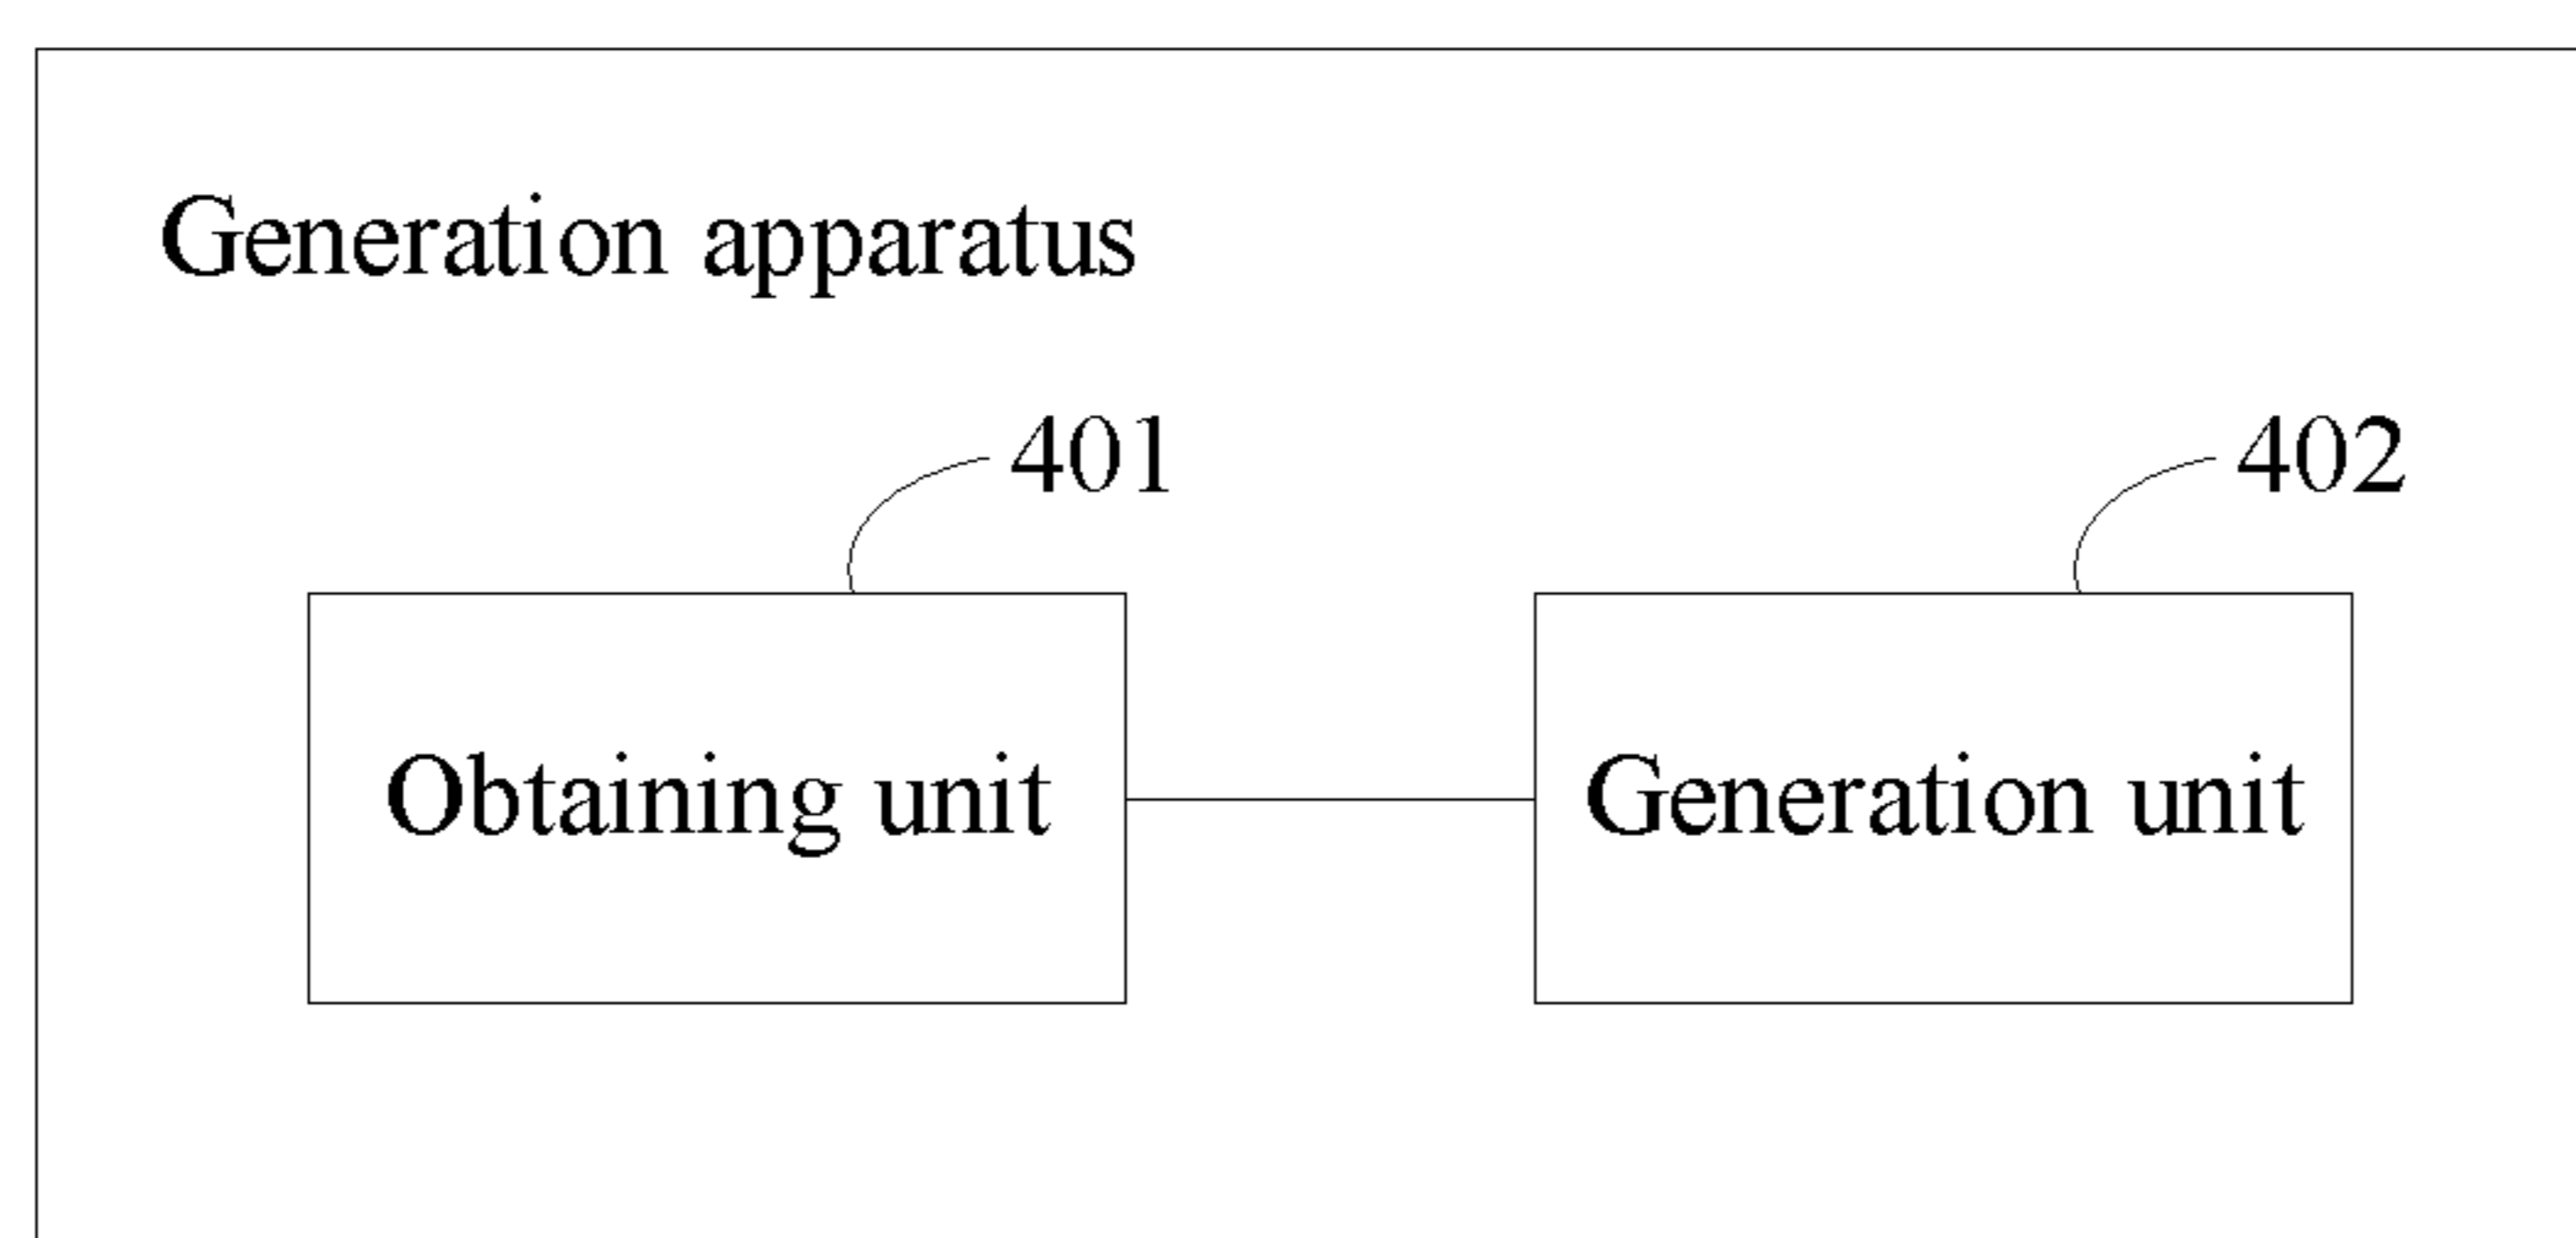 Generation apparatus
401
402
Obtaining unit
Generation unit